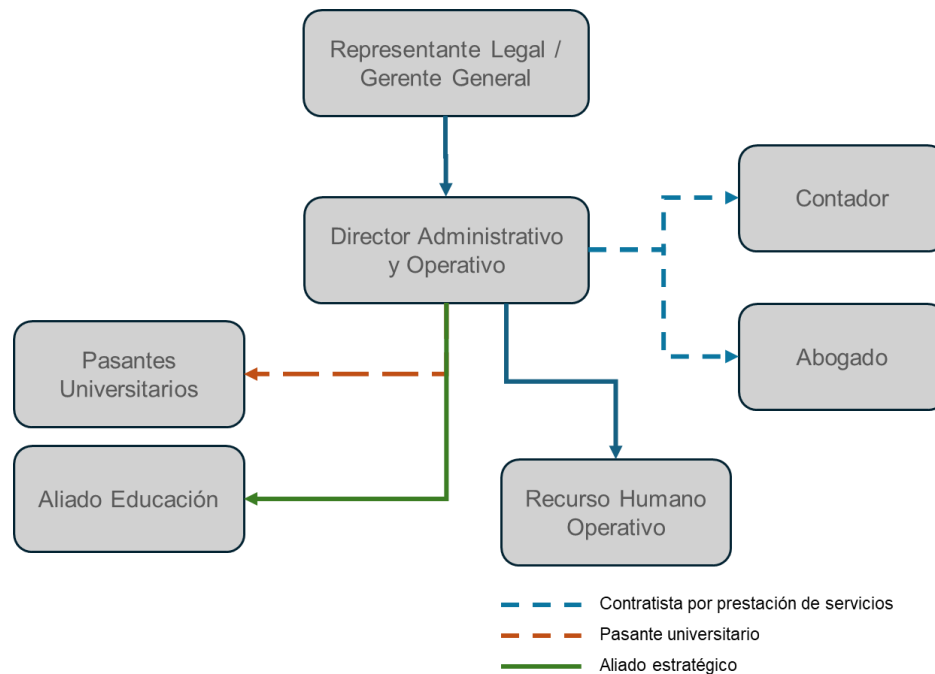 Representante Legal /
Gerente General
Contador
Director Administrativo
y Operativo
Abogado
Pasantes
Universitarios
Aliado Educación
Recurso Humano
Operativo
Contratista por prestación de servicios
Pasante universitario
Aliado estratégico